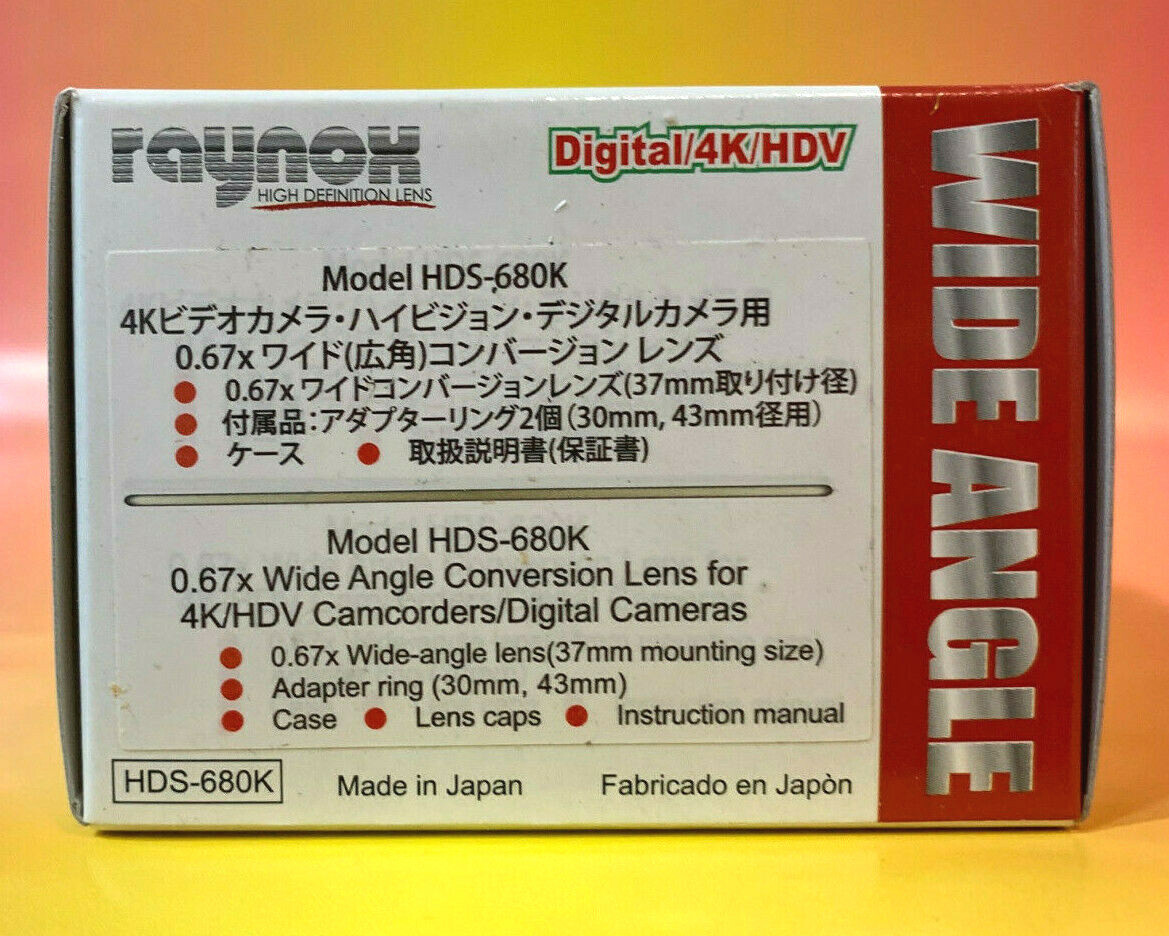 raynox
HIGH DEFINITION LENS
Digital/4K/HDV
Model HDS-680K
4Kビデオカメラ・ハイビジョン・デジタルカメラ用
0.67x ワイド(広角)コンバージョン レンズ
● 0.67x ワイドコンバージョンレンズ(37mm取り付け径)
● 付属品：アダプターリング2個（30mm, 43mm径用）
● ケース ● 取扱説明書(保証書)
Model HDS-680K
0.67x Wide Angle Conversion Lens for
4K/HDV Camcorders/Digital Cameras
● 0.67x Wide-angle lens(37mm mounting size)
● Adapter ring (30mm, 43mm)
● Case ● Lens caps ● Instruction manual
HDS-680K Made in Japan Fabricado en Japòn
WIDE ANGLE